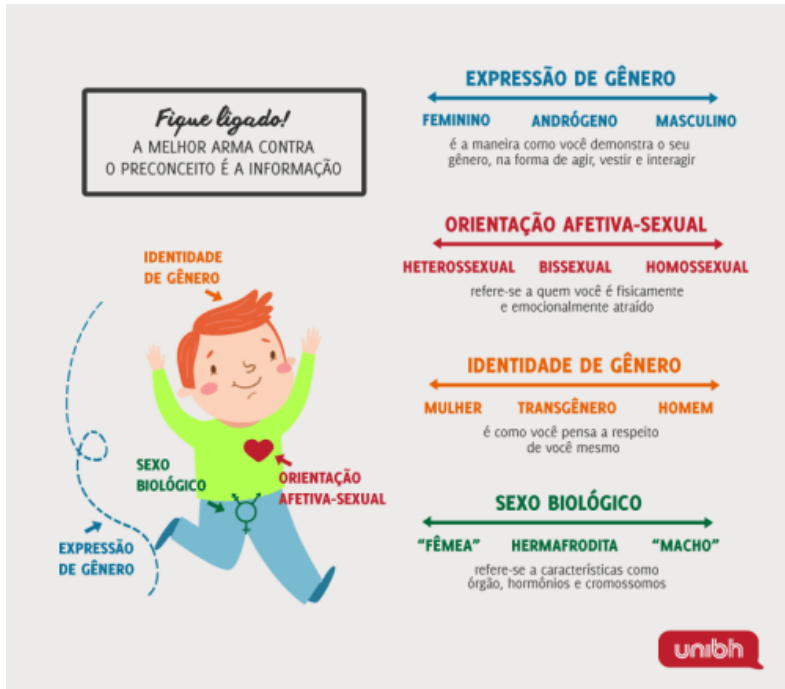 Fique ligado!
A MELHOR ARMA CONTRA
O PRECONCEITO É A INFORMAÇÃO
IDENTIDADE
DE GÊNERO
SEXO
BIOLÓGICO
ORIENTAÇÃO
AFETIVA-SEXUAL
EXPRESSÃO
DE GÊNERO
EXPRESSÃO DE GÊNERO
FEMININO ANDRÓGENO MASCULINO
é a maneira como você demonstra o seu
gênero, na forma de agir, vestir e interagir
ORIENTAÇÃO AFETIVA-SEXUAL
HETEROSSEXUAL BISSEXUAL HOMOSSEXUAL
refere-se a quem você é fisicamente
e emocionalmente atraído
IDENTIDADE DE GÊNERO
MULHER TRANSGÊNERO HOMEM
é como você pensa a respeito
de você mesmo
SEXO BIOLÓGICO
“FÊMEA” HERMAFRODITA “MACHO”
refere-se a características como
órgão, hormônios e cromossomos
unibh